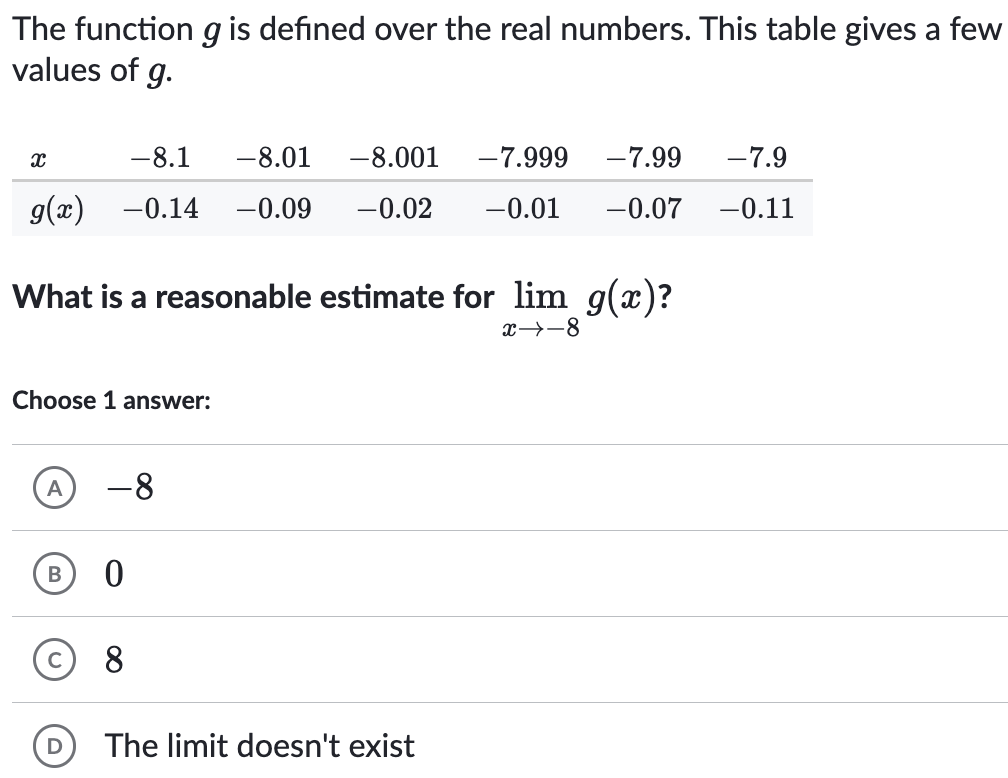 The function g is defined over the real numbers. This table gives a few
values of g.
x −8.1 −8.01 −8.001 −7.999 −7.99 −7.9
g(x) −0.14 −0.09 −0.02 −0.01 −0.07 −0.11
What is a reasonable estimate for lim g(x)?
x→−8
Choose 1 answer:
A −8
B 0
C 8
D The limit doesn't exist